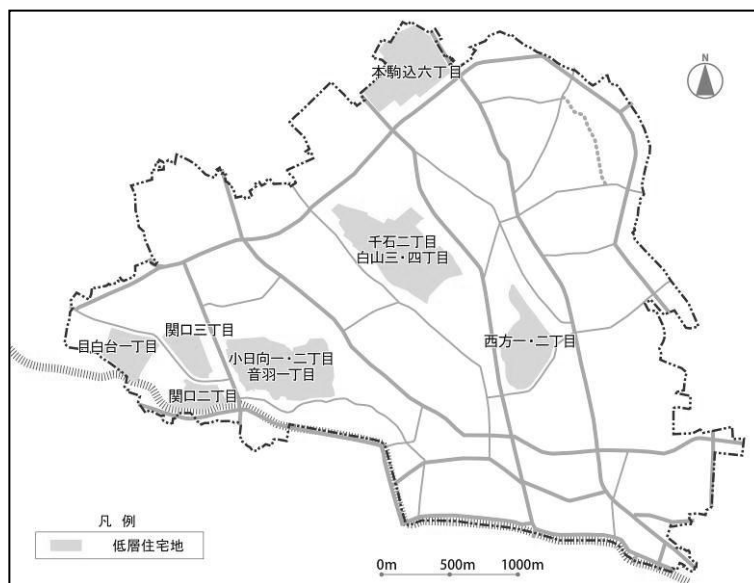 本駒込六丁目
N
千石二丁目
白山三・四丁目
関口三丁目
目白台一丁目
小日向一・二丁目
音羽一丁目
西方一・二丁目
関口二丁目
凡 例
低層住宅地
0m 500m 1000m